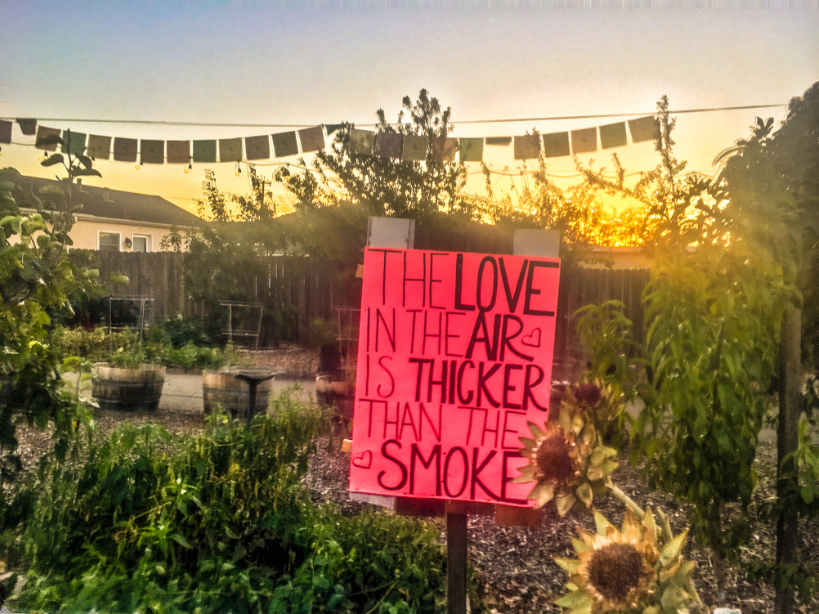 THE LOVE
IN THE AIR
IS THICKER
THAN THE
SMOKE